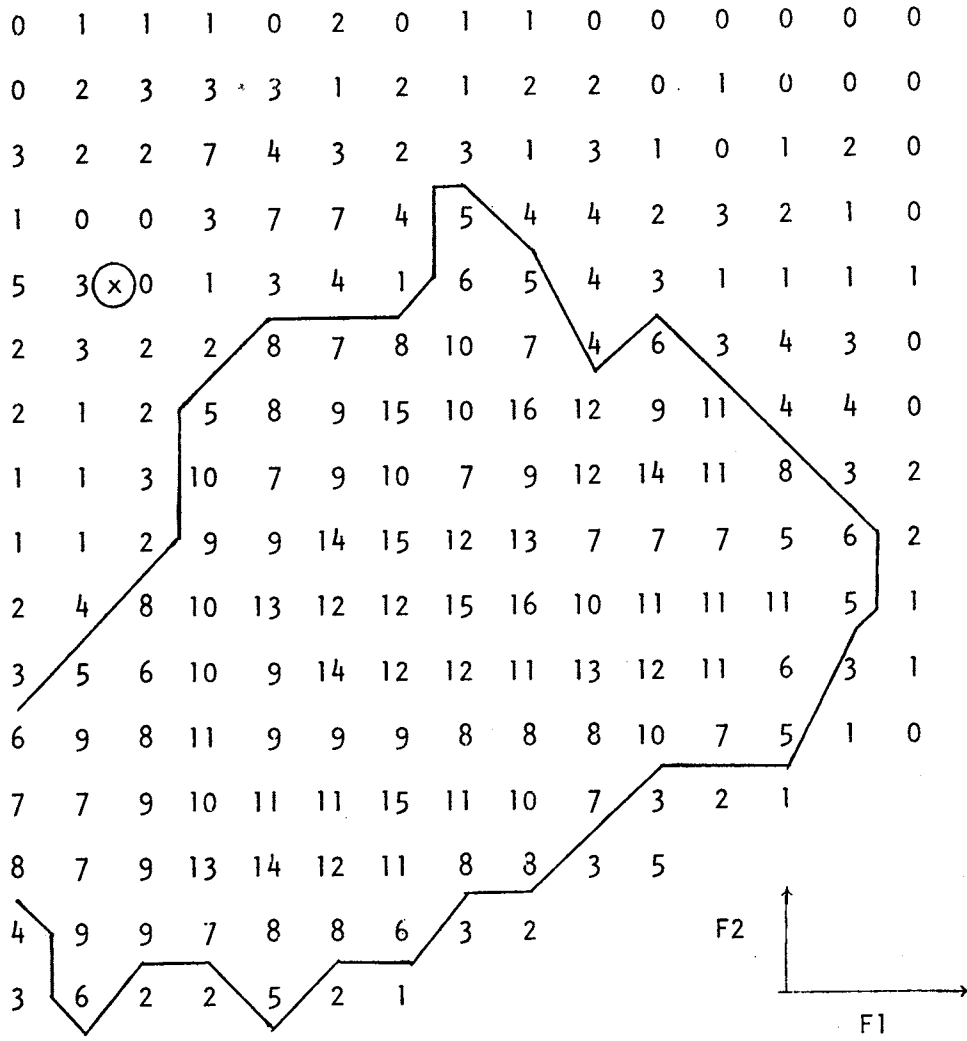 0 1 1 1 0 2 0 1 1 0 0 0 0 0 0
0 2 3 3 3 1 2 1 2 2 0 1 0 0 0
3 2 2 7 4 3 2 3 1 3 1 0 1 2 0
1 0 0 3 7 7 4 5 4 4 2 3 2 1 0
5 3 x 0 1 3 4 1 6 5 4 3 1 1 1 1
2 3 2 2 8 7 8 10 7 4 6 3 4 3 0
2 1 2 5 8 9 15 10 16 12 9 11 4 4 0
1 1 3 10 7 9 10 7 9 12 14 11 8 3 2
1 1 2 9 9 14 15 12 13 7 7 7 5 6 2
2 4 8 10 13 12 12 15 16 10 11 11 11 5 1
3 5 6 10 9 14 12 12 11 13 12 11 6 3 1
6 9 8 11 9 9 9 8 8 8 10 7 5 1 0
7 7 9 10 11 11 15 11 10 7 3 2 1
8 7 9 13 14 12 11 8 8 3 5
4 9 9 7 8 8 6 3 2 F2
3 6 2 2 5 2 1
F1